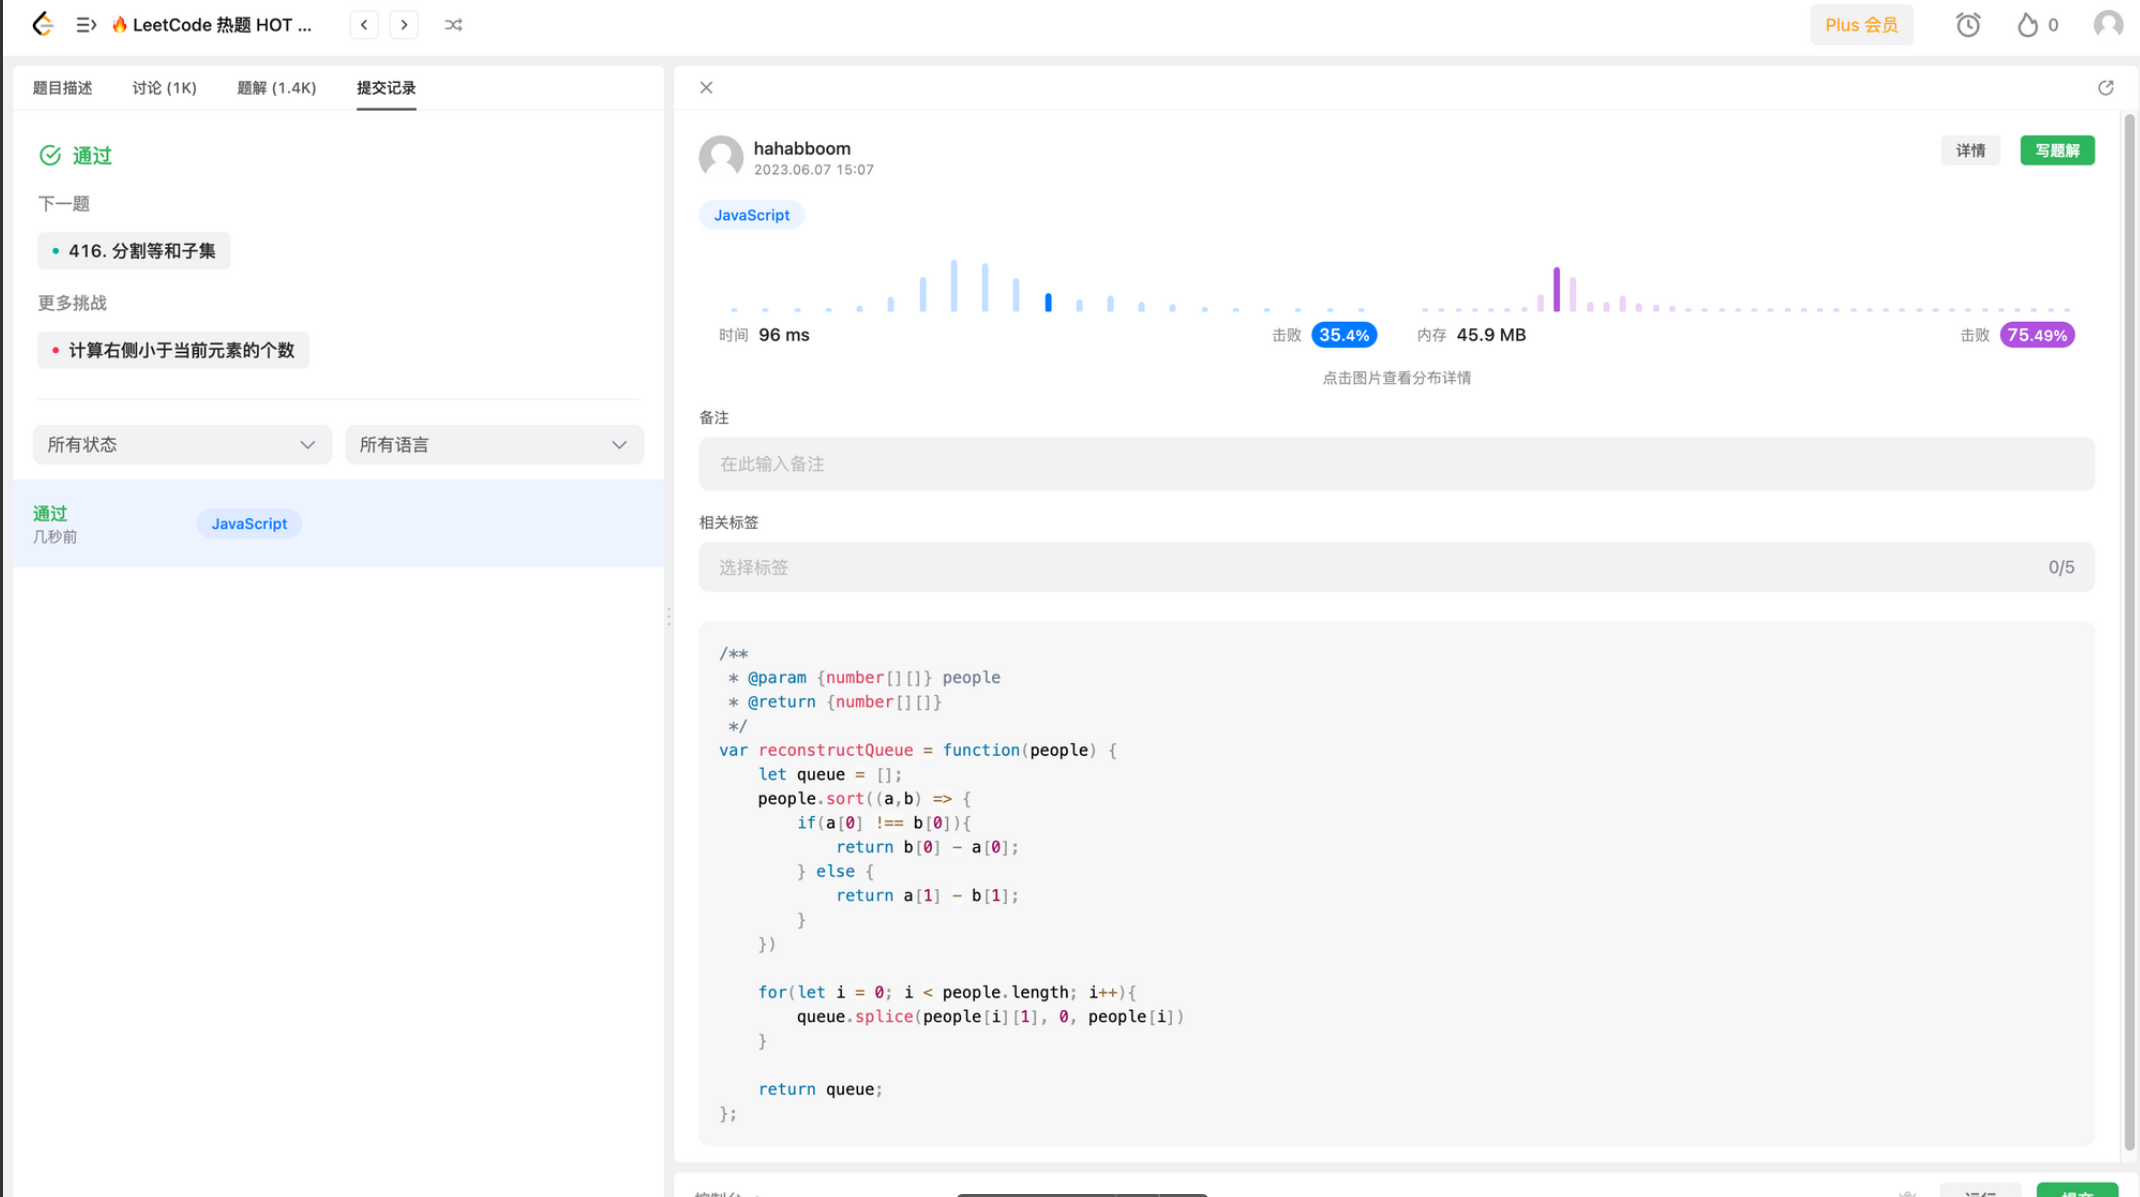 LeetCode 热题 HOT ...
Plus 会员
0
题目描述
讨论 (1K)
题解 (1.4K)
提交记录
通过
下一题
416. 分割等和子集
更多挑战
计算右侧小于当前元素的个数
所有状态
所有语言
通过
几秒前
JavaScript
hahabboom
2023.06.07 15:07
详情
写题解
JavaScript
时间 96 ms
击败 35.4%
内存 45.9 MB
击败 75.49%
点击图片查看分布详情
备注
在此输入备注
相关标签
选择标签
0/5
/**
 * @param {number[][]} people
 * @return {number[][]}
 */
var reconstructQueue = function(people) {
    let queue = [];
    people.sort((a,b) => {
        if(a[0] !== b[0]){
            return b[0] - a[0];
        } else {
            return a[1] - b[1];
        }
    })
    for(let i = 0; i < people.length; i++){
        queue.splice(people[i][1], 0, people[i])
    }
    return queue;
};